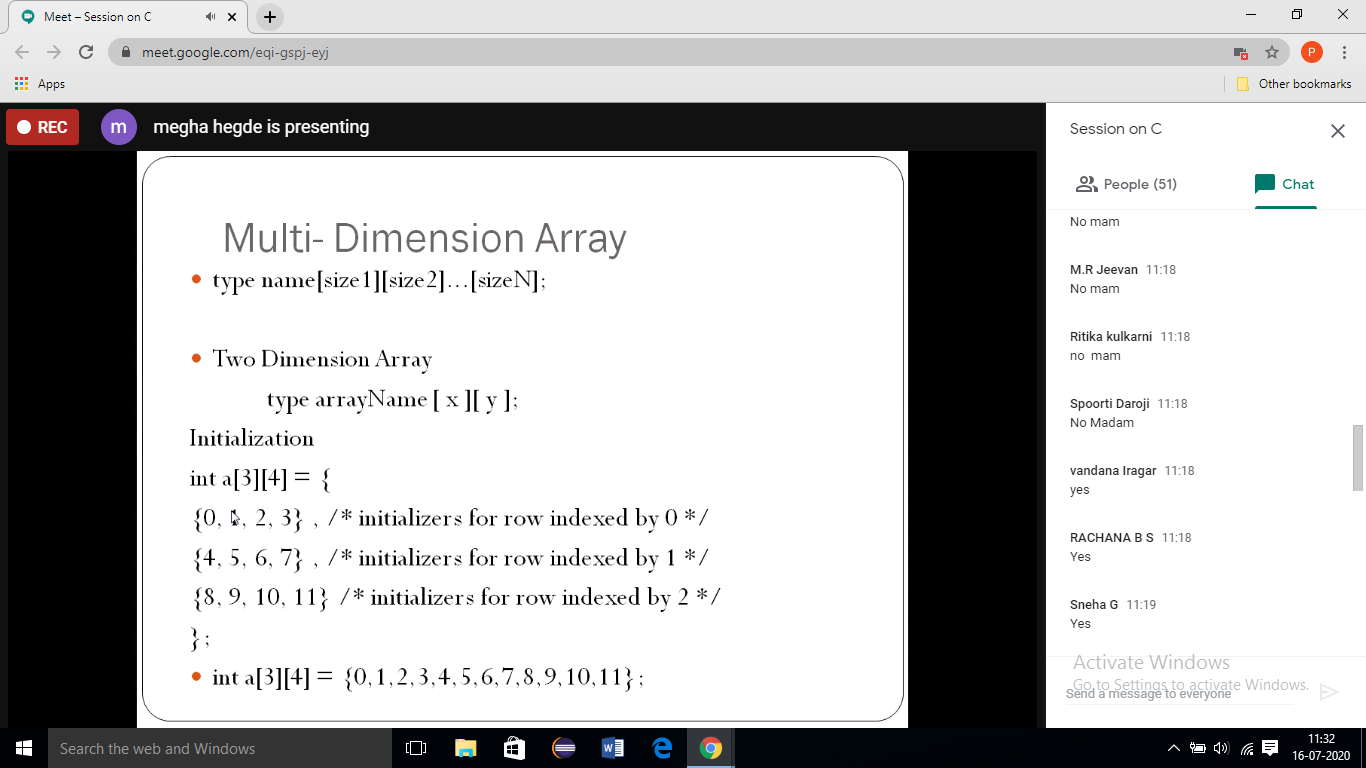 Meet – Session on C
meet.google.com/eqi-gspj-eyj
P
Apps
Other bookmarks
REC
m
megha hegde is presenting
Multi- Dimension Array
• type name[size1][size2]...[sizeN];
• Two Dimension Array
type arrayName [ x ][ y ];
Initialization
int a[3][4] = {
{0, 1, 2, 3} , /* initializers for row indexed by 0 */
{4, 5, 6, 7} , /* initializers for row indexed by 1 */
{8, 9, 10, 11} /* initializers for row indexed by 2 */
};
• int a[3][4] = {0,1,2,3,4,5,6,7,8,9,10,11};
Session on C
People (51)
Chat
No mam
M.R Jeevan 11:18
No mam
Ritika kulkarni 11:18
no mam
Spoorti Daroji 11:18
No Madam
vandana Iragar 11:18
yes
RACHANA B S 11:18
Yes
Sneha G 11:19
Yes
Activate Windows
Go to Settings to activate Windows.
Send a message to everyone
Search the web and Windows
11:32
16-07-2020